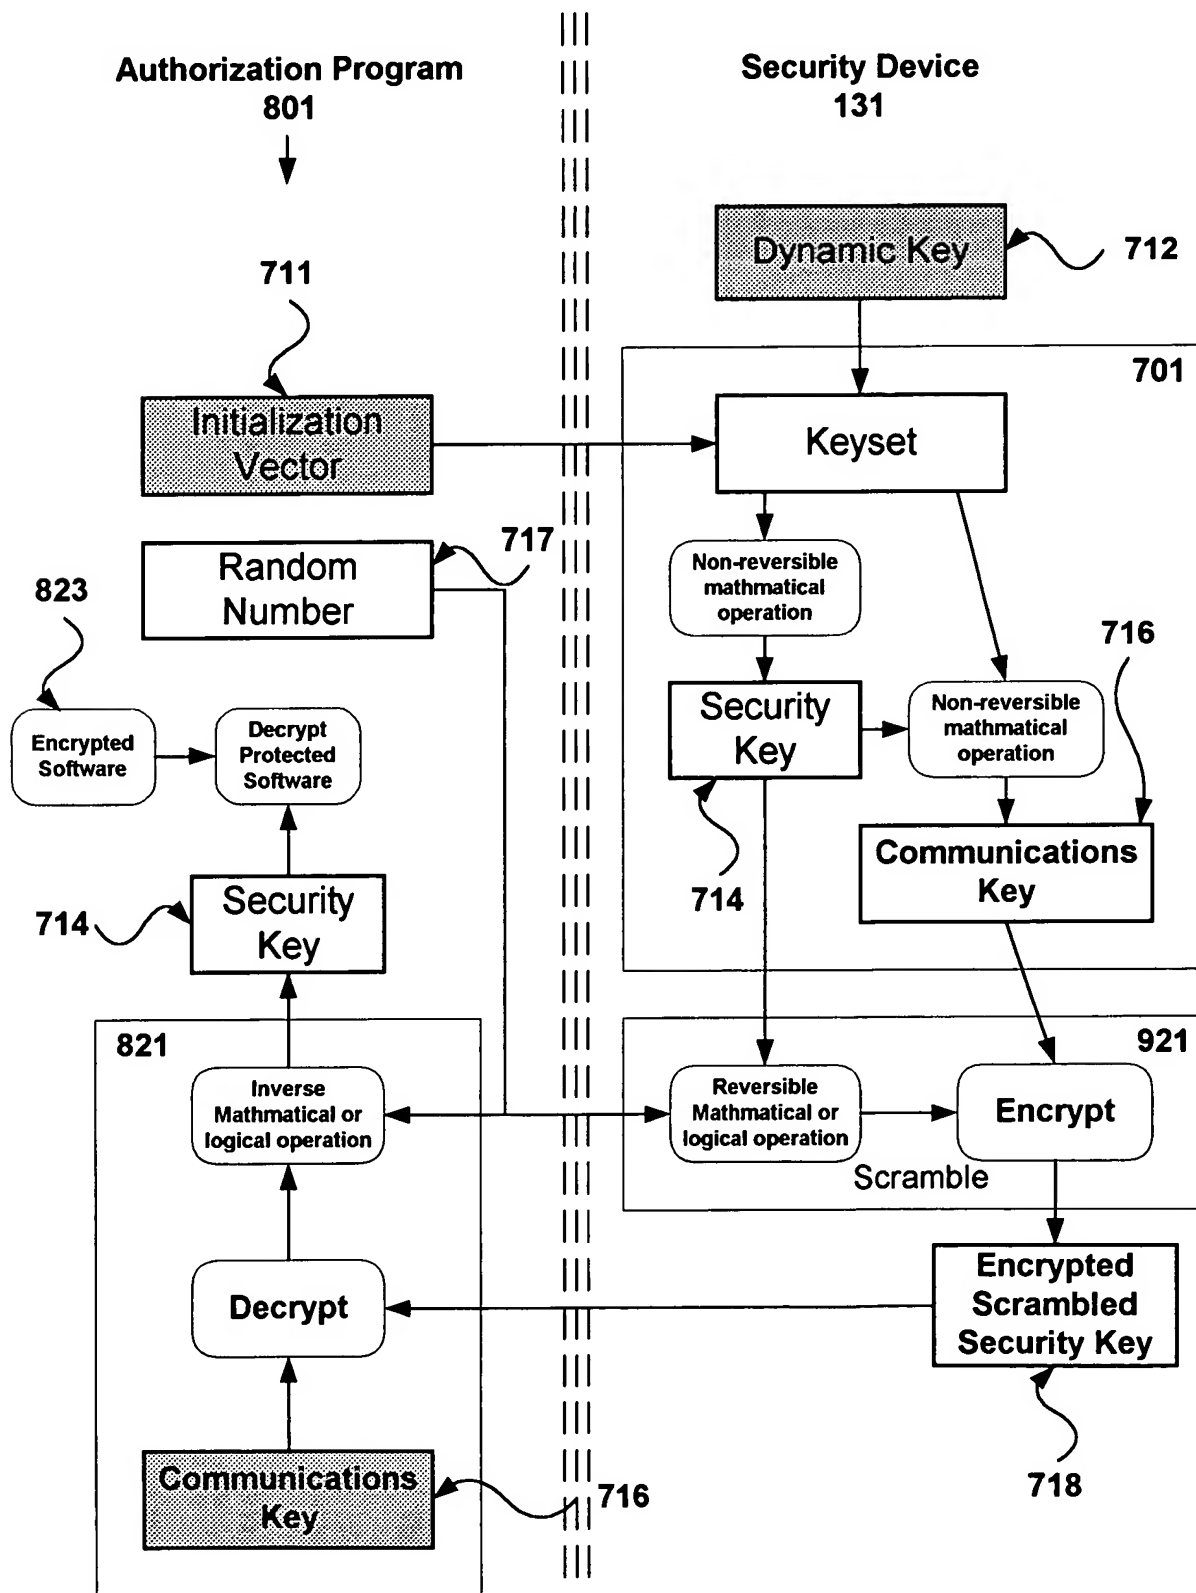 Authorization Program
801
Security Device
131
Dynamic Key
712
711
701
Initialization
Vector
Keyset
717
Random
Number
Non-reversible
mathmatical
operation
823
716
Encrypted
Software
Decrypt
Protected
Software
Security
Key
Non-reversible
mathmatical
operation
714
Communications
Key
Security
Key
714
821
921
Inverse
Mathmatical or
logical operation
Reversible
Mathmatical or
logical operation
Encrypt
Scramble
Decrypt
Encrypted
Scrambled
Security Key
Communications
Key
716
718